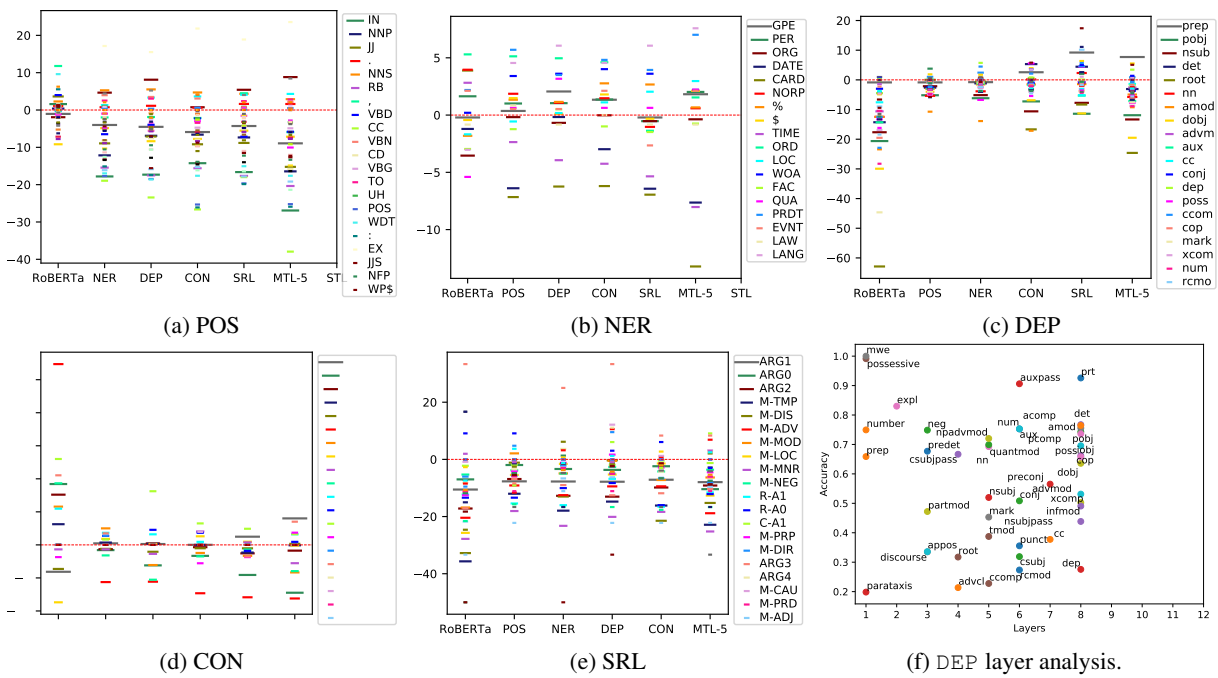 20
10
0
−10
−20
−30
−40
RoBERTa NER DEP CON SRL MTL-5 STL
IN
NNP
JJ
.
NNS
RB
,
VBD
VBN
CC
CD
VBG
TO
UH
POS
WDT
:
EX
JJS
NFP
WP$
(a) POS
5
0
−5
−10
RoBERTa POS DEP CON SRL MTL-5 STL
GPE
PER
ORG
DATE
CARD
NORP
%
$
TIME
ORD
LOC
WOA
FAC
QUA
PRDT
EVNT
LAW
LANG
(b) NER
20
10
0
−10
−20
−30
−40
−50
−60
RoBERTa POS NER CON SRL MTL-5
prep
pobj
nsub
det
root
nn
amod
dobj
advm
aux
cc
conj
dep
poss
ccom
cop
mark
xcom
num
rcmo
(c) DEP
(d) CON
20
0
−20
−40
RoBERTa POS NER DEP CON MTL-5
ARG1
ARG0
ARG2
M-TMP
M-DIS
M-ADV
M-MOD
M-LOC
M-MNR
R-A1
R-A0
C-A1
M-PRP
M-DIR
ARG3
ARG4
M-CAU
M-PRD
M-ADJ
(e) SRL
Accuracy
1.0
0.9
0.8
0.7
0.6
0.5
0.4
0.3
0.2
mwe
possessive
auxpass
prt
expl
number
neg
num
acomp
det
npadvmod
aux
amod
prep
predet
quantmod
pcomp
pobj
csubjpass
nn
poss
iobj
cop
preconj
dobj
nsubj
conj
advmod
xcomp
partmod
mark
infmod
nsubjpass
tmod
punct
cc
appos
discourse
root
csubj
ccomp
rcmod
dep
advcl
parataxis
1 2 3 4 5 6 7 8 9 10 11 12
Layers
(f) DEP layer analysis.